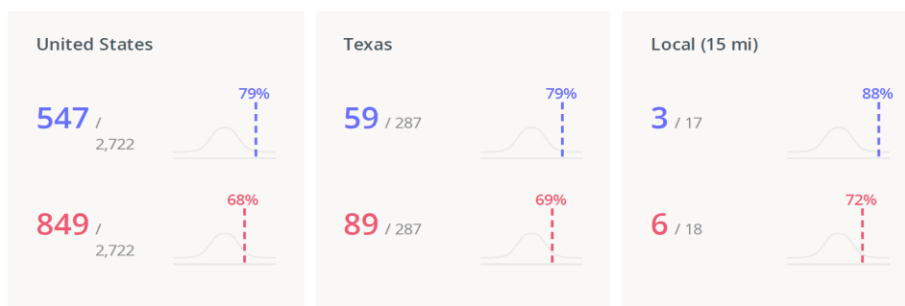 United States
79%
547 /
2,722
68%
849 /
2,722
Texas
79%
59 / 287
69%
89 / 287
Local (15 mi)
88%
3 / 17
72%
6 / 18